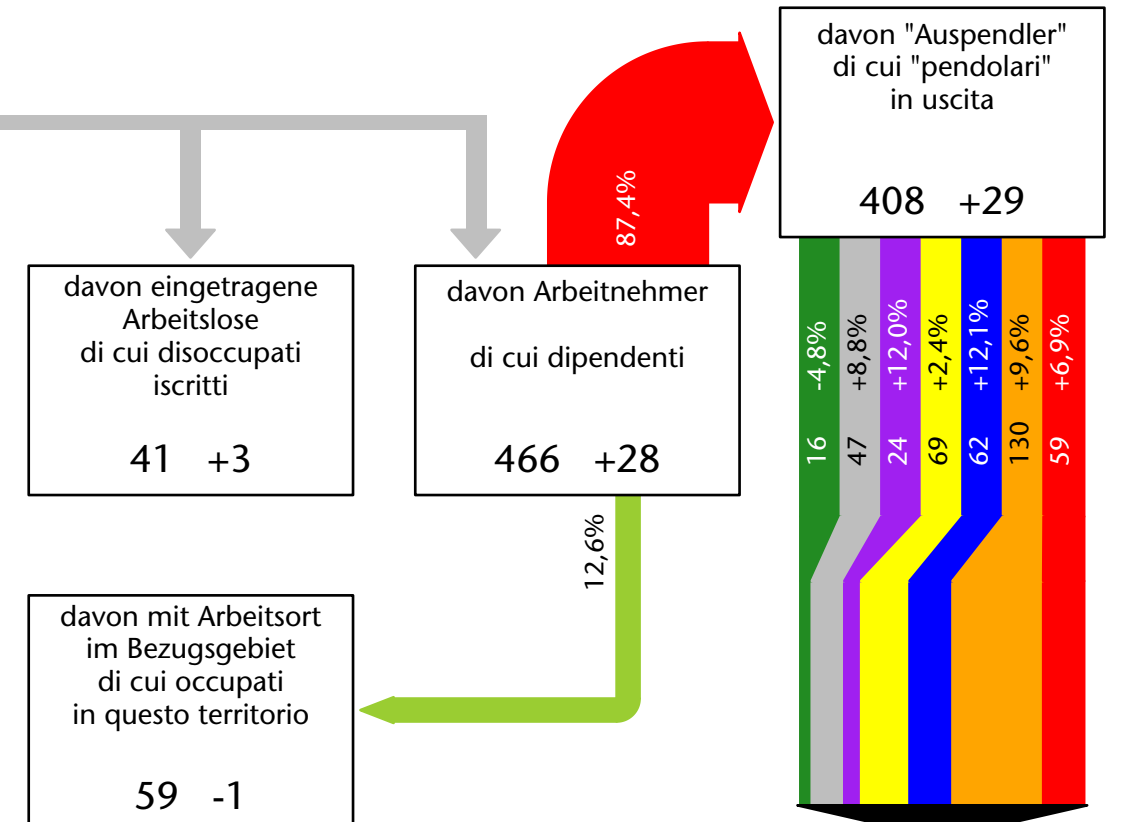 davon "Auspendler"
di cui "pendolari"
in uscita
408 +29
87,4%
davon eingetragene
Arbeitslose
di cui disoccupati
iscritti
41 +3
davon Arbeitnehmer
di cui dipendenti
466 +28
16 -4,8%
47 +8,8%
24 +12,0%
69 +2,4%
62 +12,1%
130 +9,6%
59 +6,9%
12,6%
davon mit Arbeitsort
im Bezugsgebiet
di cui occupati
in questo territorio
59 -1